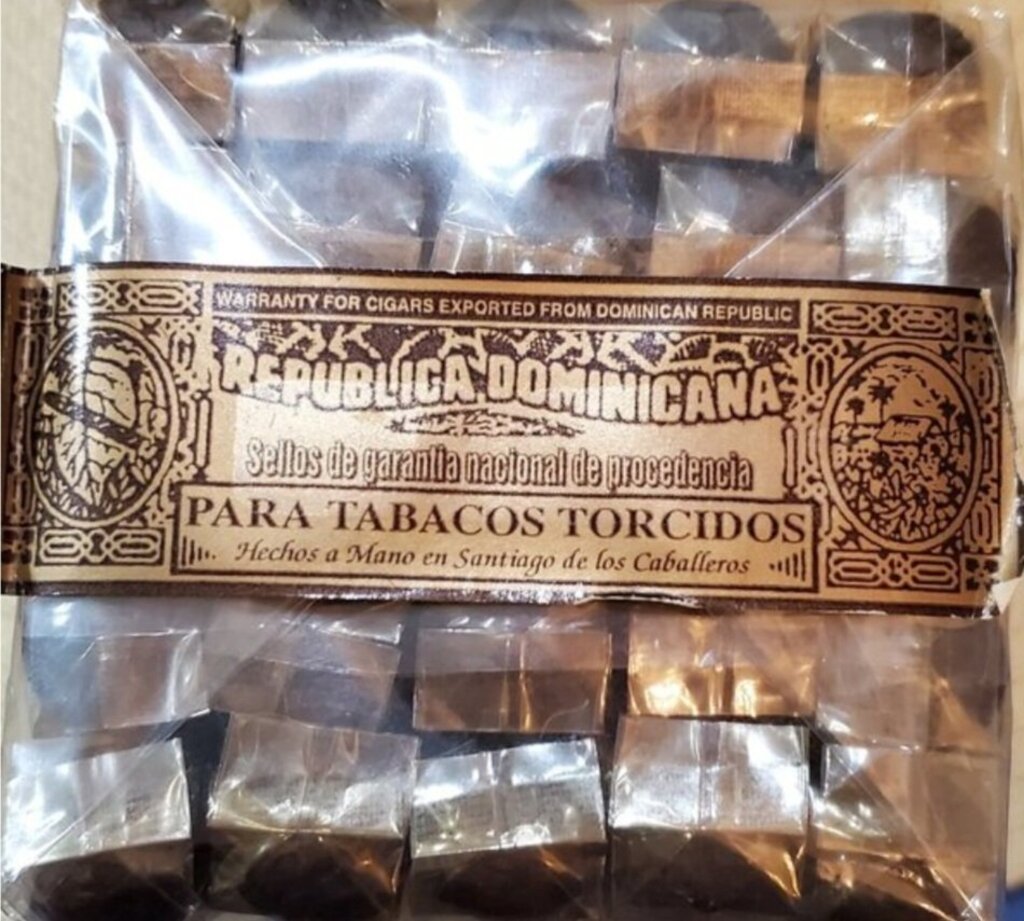 WARRANTY FOR CIGARS EXPORTED FROM DOMINICAN REPUBLIC
REPUBLICA DOMINICANA
Sellos de garantia nacional de procedencia
PARA TABACOS TORCIDOS
Hechos a Mano en Santiago de los Caballeros